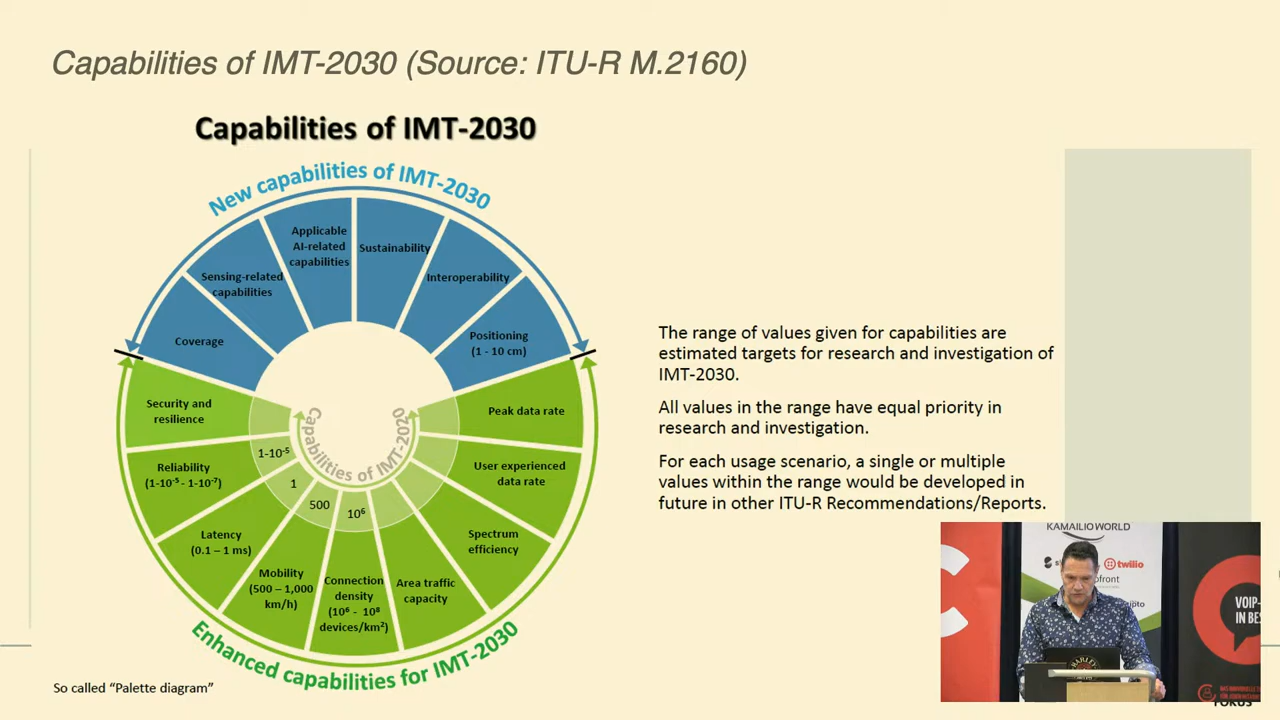 Capabilities of IMT-2030 (Source: ITU-R M.2160)
Capabilities of IMT-2030
New capabilities of IMT-2030
Coverage
Sensing-related
capabilities
Applicable
AI-related
capabilities
Sustainability
Interoperability
Positioning
(1 - 10 cm)
Security and
resilience
Reliability
(1-10⁻⁵ - 1-10⁻⁷)
Latency
(0.1 – 1 ms)
Mobility
(500 – 1,000
km/h)
Connection
density
(10⁶ - 10⁸
devices/km²)
Area traffic
capacity
Spectrum
efficiency
User experienced
data rate
Peak data rate
Capabilities of IMT-2020
1-10⁻⁵
1
500
10⁶
Enhanced capabilities for IMT-2030
So called “Palette diagram”
The range of values given for capabilities are
estimated targets for research and investigation of
IMT-2030.
All values in the range have equal priority in
research and investigation.
For each usage scenario, a single or multiple
values within the range would be developed in
future in other ITU-R Recommendations/Reports.
KAMAILIO WORLD
twilio
VOIP-
IN BES
FOKUS